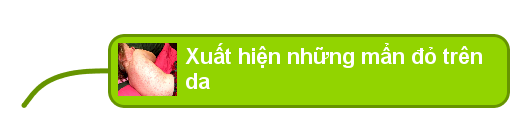 Xuất hiện những mẩn đỏ trên
da